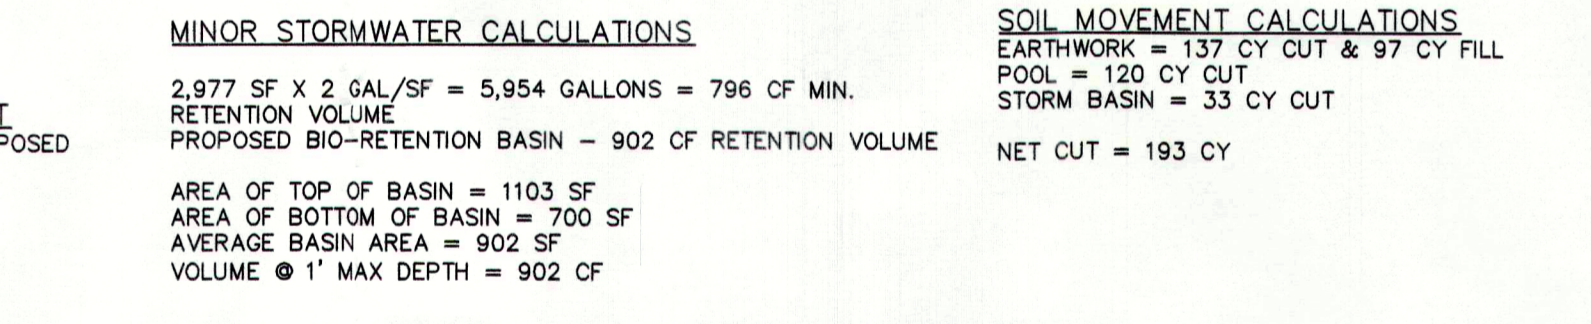 T
POSED
MINOR STORMWATER CALCULATIONS
2,977 SF X 2 GAL/SF = 5,954 GALLONS = 796 CF MIN.
RETENTION VOLUME
PROPOSED BIO-RETENTION BASIN - 902 CF RETENTION VOLUME
AREA OF TOP OF BASIN = 1103 SF
AREA OF BOTTOM OF BASIN = 700 SF
AVERAGE BASIN AREA = 902 SF
VOLUME @ 1' MAX DEPTH = 902 CF
SOIL MOVEMENT CALCULATIONS
EARTHWORK = 137 CY CUT & 97 CY FILL
POOL = 120 CY CUT
STORM BASIN = 33 CY CUT
NET CUT = 193 CY